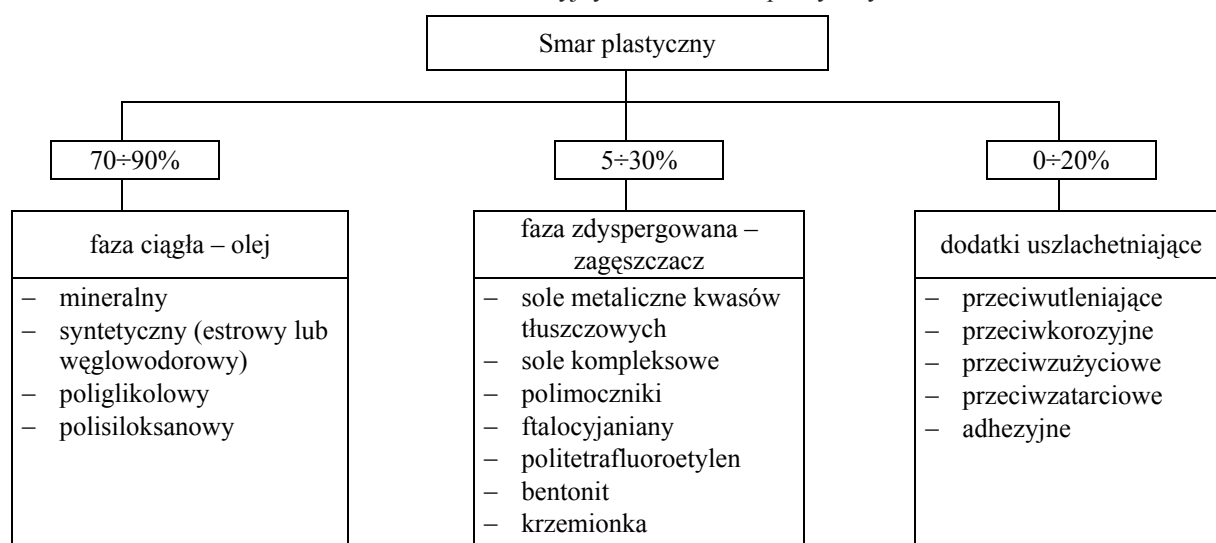 Smar plastyczny
70÷90%
5÷30%
0÷20%
faza ciągła – olej
– mineralny
– syntetyczny (estrowy lub
węglowodorowy)
– poliglikolowy
– polisiloksanowy
faza zdyspergowana –
zagęszczacz
– sole metaliczne kwasów
tłuszczowych
– sole kompleksowe
– polimoczniki
– ftalocyjaniany
– politetrafluoroetylen
– bentonit
– krzemionka
dodatki uszlachetniające
– przeciwutleniające
– przeciwkorozyjne
– przeciwzużyciowe
– przeciwzatarciowe
– adhezyjne